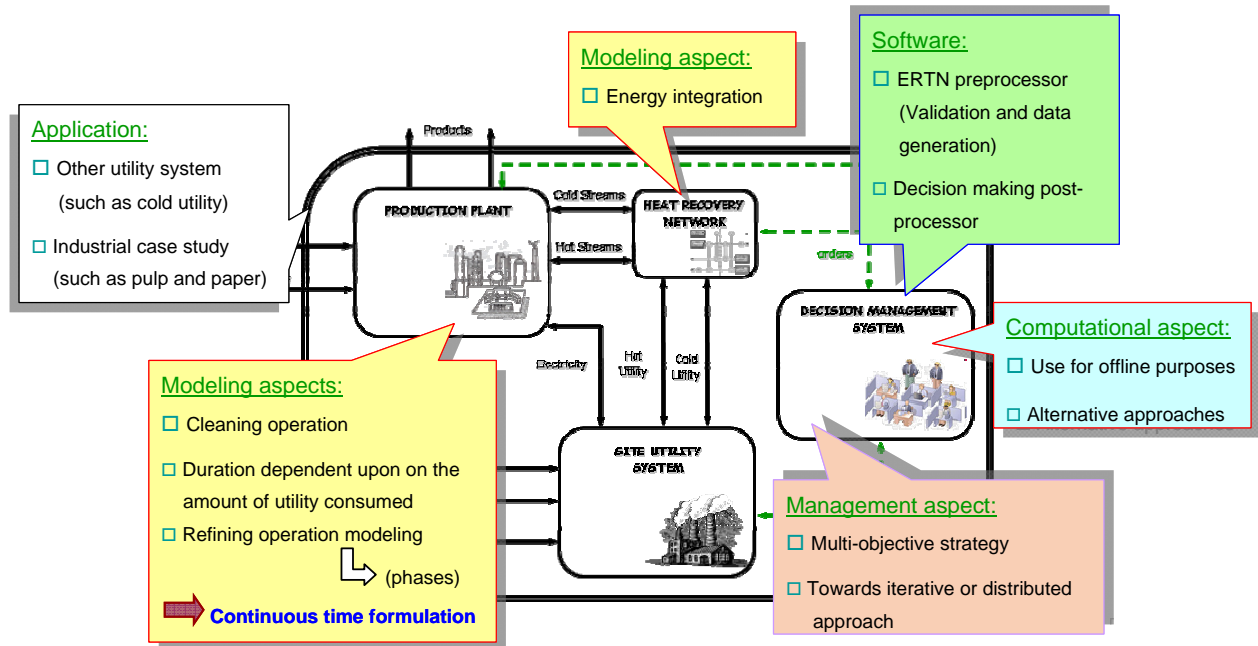 Application:
Other utility system
(such as cold utility)
Industrial case study
(such as pulp and paper)
Modeling aspect:
Energy integration
Software:
ERTN preprocessor
(Validation and data
generation)
Decision making post-
processor
Products
PRODUCTION PLANT
Cold Streams
Hot Streams
HEAT RECOVERY
NETWORK
orders
DECISION MANAGEMENT
SYSTEM
Computational aspect:
Use for offline purposes
Alternative approaches
Electricity
Hot
Utility
Cold
Utility
Modeling aspects:
Cleaning operation
Duration dependent upon on the
amount of utility consumed
Refining operation modeling
(phases)
Continuous time formulation
SITE UTILITY
SYSTEM
Management aspect:
Multi-objective strategy
Towards iterative or distributed
approach